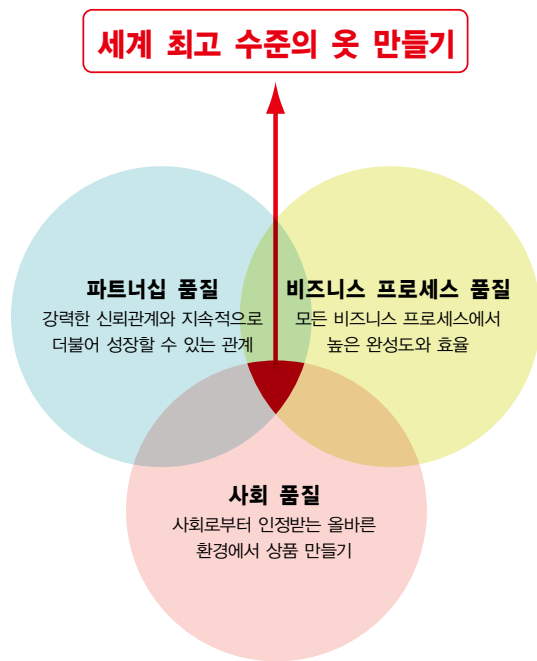 세계 최고 수준의 옷 만들기
파트너십 품질
강력한 신뢰관계와 지속적으로
더불어 성장할 수 있는 관계
비즈니스 프로세스 품질
모든 비즈니스 프로세스에서
높은 완성도와 효율
사회 품질
사회로부터 인정받는 올바른
환경에서 상품 만들기